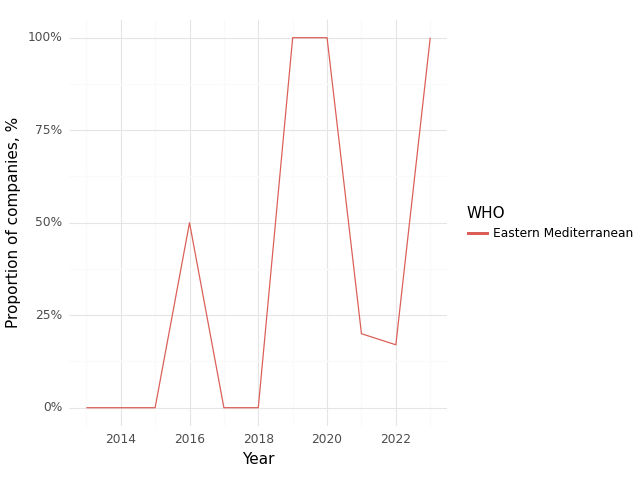 100%
75%
50%
25%
0%
Proportion of companies, %
2014 2016 2018 2020 2022
Year
WHO
Eastern Mediterranean